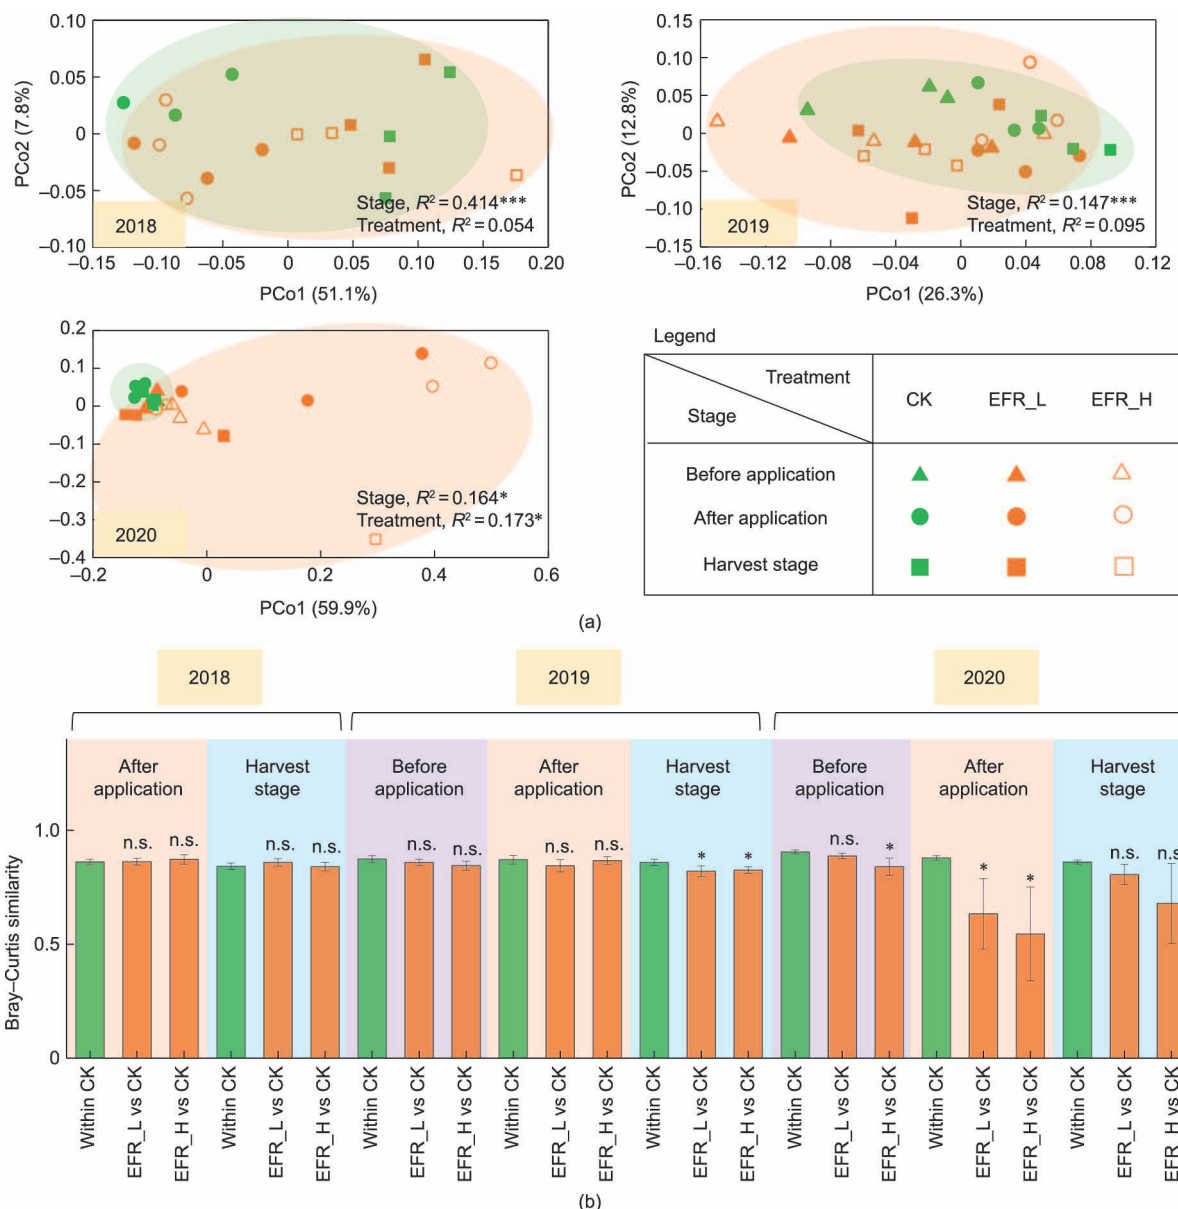 0.10
0.05
0
−0.05
−0.10
PCo2 (7.8%)
Stage, R² = 0.414***
Treatment, R² = 0.054
2018
−0.15 −0.10 −0.05 0 0.05 0.10 0.15 0.20
PCo1 (51.1%)
0.15
0.10
0.05
0
−0.05
−0.10
−0.15
PCo2 (12.8%)
Stage, R² = 0.147***
Treatment, R² = 0.095
2019
−0.16 −0.12 −0.08 −0.04 0 0.04 0.08 0.12
PCo1 (26.3%)
0.2
0.1
0
−0.1
−0.2
−0.3
−0.4
Stage, R² = 0.164*
Treatment, R² = 0.173*
2020
−0.2 0 0.2 0.4 0.6
PCo1 (59.9%)
Legend
Treatment
Stage
CK EFR_L EFR_H
Before application
After application
Harvest stage
(a)
2018 2019 2020
After application
Harvest stage
Before application
After application
Harvest stage
Before application
After application
Harvest stage
1.0
0.5
0
Bray–Curtis similarity
n.s. n.s. n.s. n.s. n.s. n.s. n.s. n.s. * * n.s. * * * n.s. n.s.
Within CK
EFR_L vs CK
EFR_H vs CK
Within CK
EFR_L vs CK
EFR_H vs CK
Within CK
EFR_L vs CK
EFR_H vs CK
Within CK
EFR_L vs CK
EFR_H vs CK
Within CK
EFR_L vs CK
EFR_H vs CK
Within CK
EFR_L vs CK
EFR_H vs CK
Within CK
EFR_L vs CK
EFR_H vs CK
Within CK
EFR_L vs CK
EFR_H vs CK
(b)